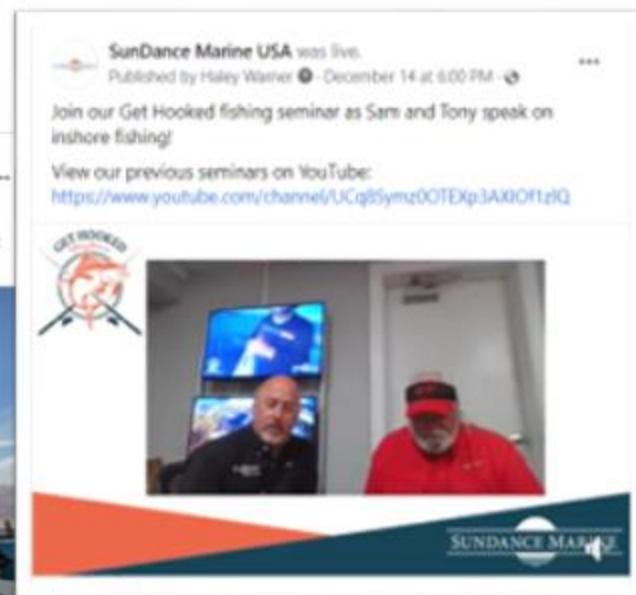 SunDance Marine USA was live.
Published by Haley Warner · December 14 at 6:00 PM ·
Join our Get Hooked fishing seminar as Sam and Tony speak on
inshore fishing!
View our previous seminars on YouTube:
GET HOOKED
SUNDANCE MARINE